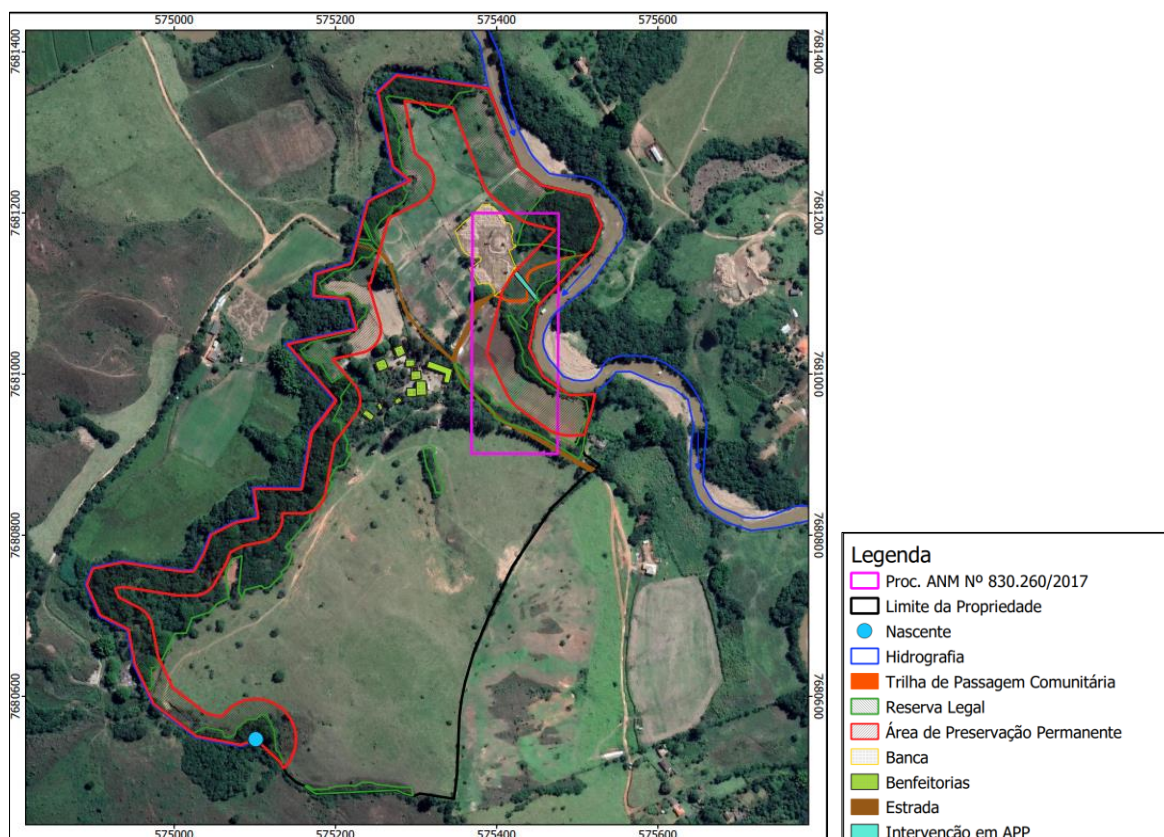 575000 575200 575400 575600
7681400 7681400
7681200 7681200
7681000 7681000
7680800 7680800
7680600 7680600
575000 575200 575400 575600
Legenda
Proc. ANM Nº 830.260/2017
Limite da Propriedade
Nascente
Hidrografia
Trilha de Passagem Comunitária
Reserva Legal
Área de Preservação Permanente
Banca
Benfeitorias
Estrada
Intervenção em APP